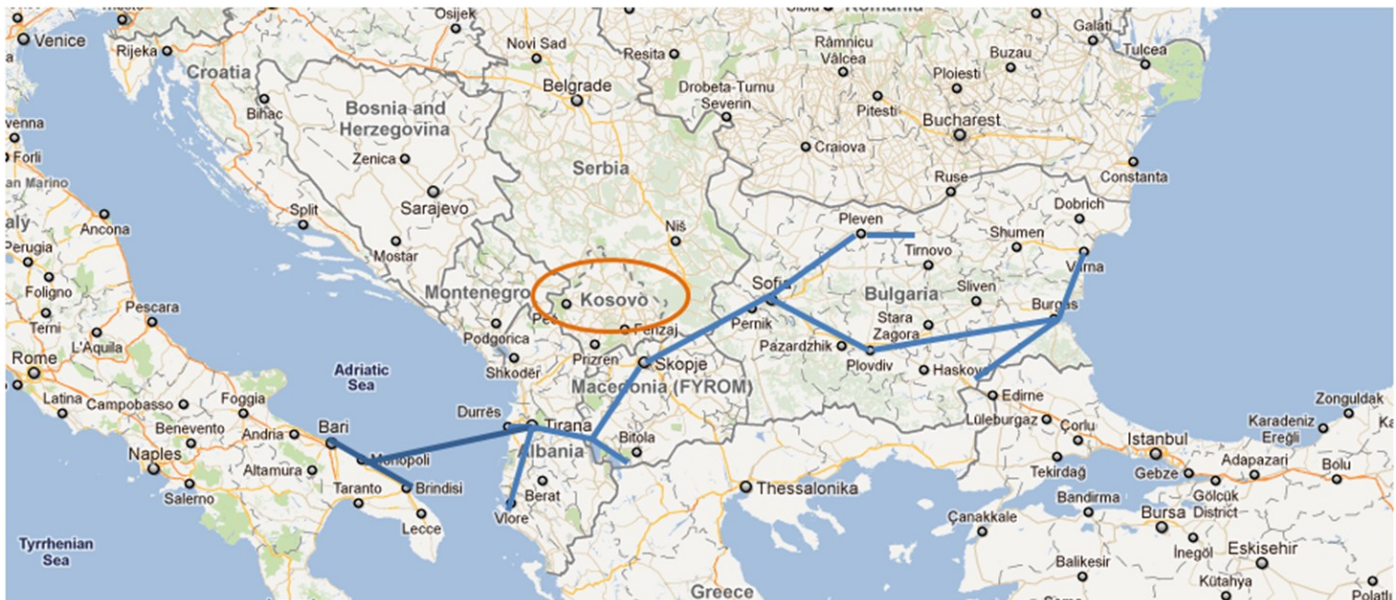 Osijek
Galati
Venice
Rijeka
Novi Sad
Resita
Râmnicu
Vâlcea
Buzau
Tulcea
Croatia
Belgrade
Drobeta-Turnu
Severin
Ploiesti
Bihac
Bosnia and
Herzegovina
Pitesti
Bucharest
venna
Forli
Zenica
Serbia
Craiova
Constanta
an Marino
Sarajevo
Ruse
aly
Ancona
Split
Niš
Pleven
Dobrich
Perugia
Mostar
Tirnovo
Shumen
Varna
Foligno
Montenegro
Kosovo
Sofia
Bulgaria
Sliven
Burgas
Pescara
Terni
Ferizaj
Pernik
Stara
Zagora
L'Aquila
Podgorica
Prizren
Pazardzhik
Rome
Shkodër
Skopje
Plovdiv
Haskovo
Adriatic
Sea
Macedonia (FYROM)
Edirne
Latina
Campobasso
Foggia
Durrës
Lüleburgaz
Zonguldak
Benevento
Andria
Bari
Tirana
Bitola
Çorlu
Karadeniz
Ereğli
Ka
Naples
Monopoli
Albania
Istanbul
Altamura
Tekirdağ
Gebze
Adapazari
Bolu
Salerno
Taranto
Brindisi
Berat
Thessalonika
Bandirma
Gölcük
District
Lecce
Vlore
Çanakkale
Bursa
Tyrrhenian
Sea
İnegöl
Eskisehir
Balikesir
Kütahya
Greece
Polatlı